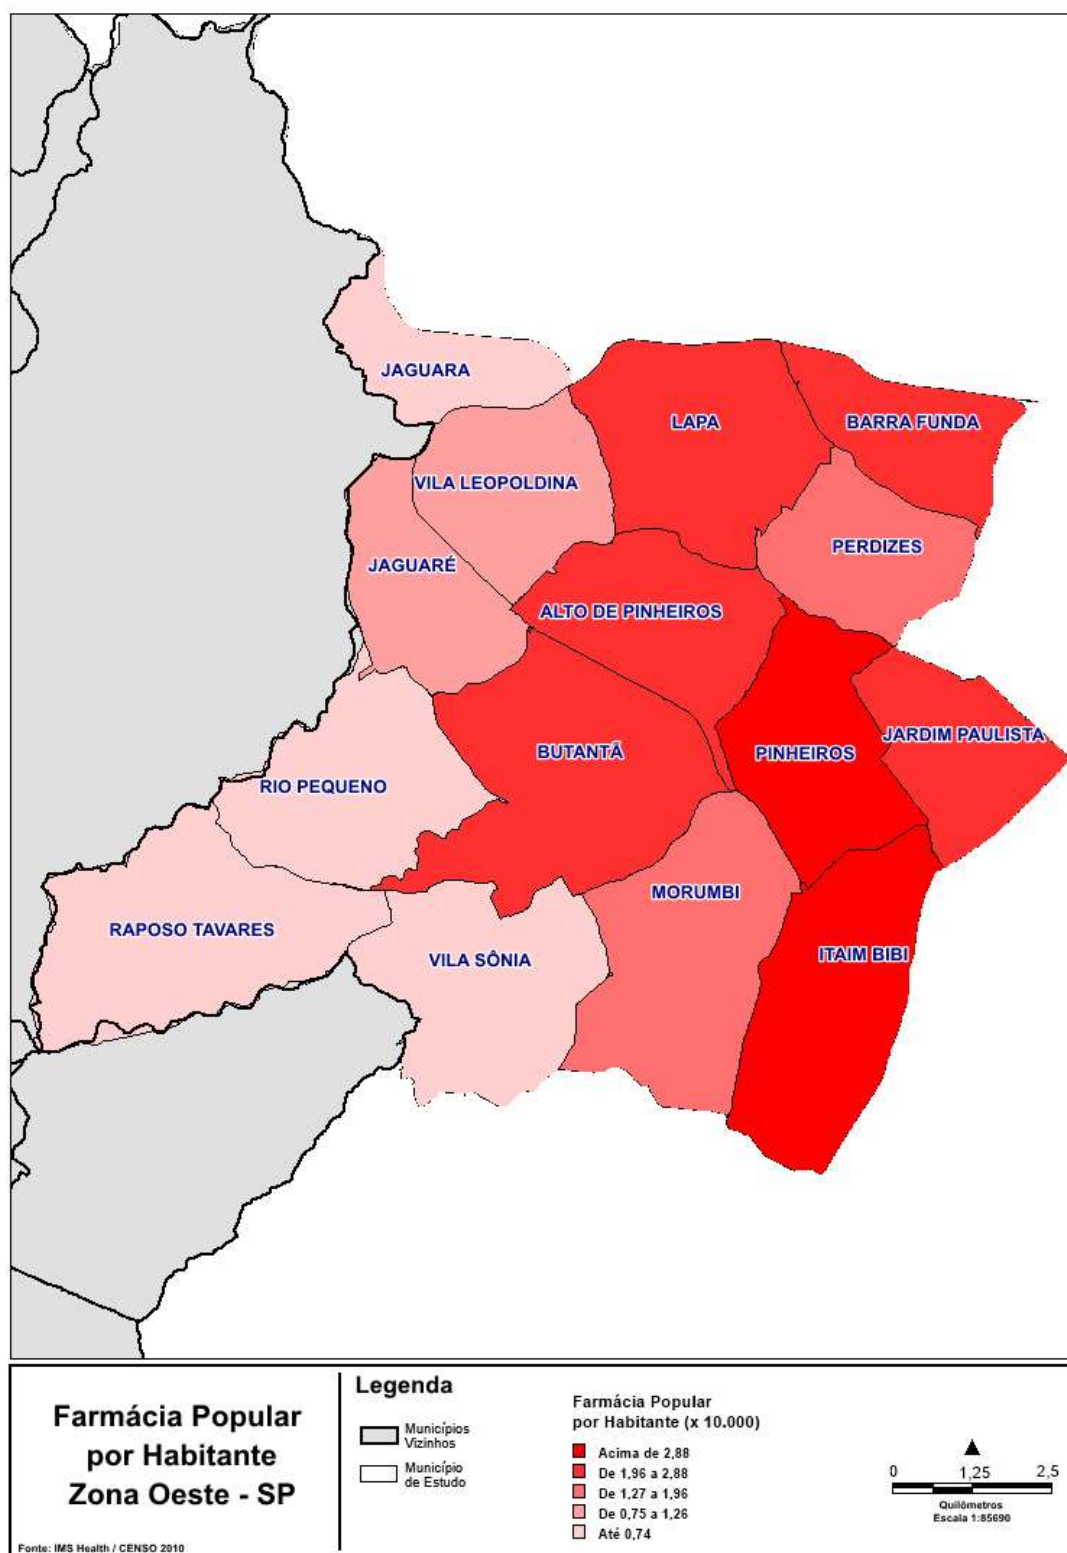 JAGUARA
LAPA
BARRA FUNDA
VILA LEOPOLDINA
PERDIZES
JAGUARÉ
ALTO DE PINHEIROS
JARDIM PAULISTA
BUTANTÃ
PINHEIROS
RIO PEQUENO
MORUMBI
RAPOSO TAVARES
ITAIM BIBI
VILA SÔNIA
Farmácia Popular
por Habitante
Zona Oeste - SP
Fonte: IMS Health / CENSO 2010
Legenda
Municípios
Vizinhos
Município
de Estudo
Farmácia Popular
por Habitante (x 10.000)
Acima de 2,88
De 1,96 a 2,88
De 1,27 a 1,96
De 0,75 a 1,26
Até 0,74
0 1,25 2,5
Quilômetros
Escala 1:85690